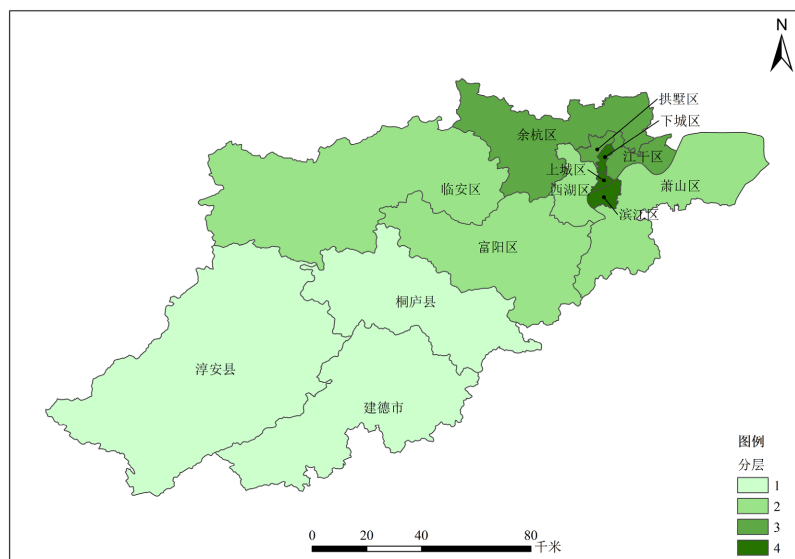 N
拱墅区
余杭区
下城区
江干区
上城区
临安区
西湖区
萧山区
滨江区
富阳区
桐庐县
淳安县
建德市
图例
分层
1
2
3
4
0 20 40 80
千米